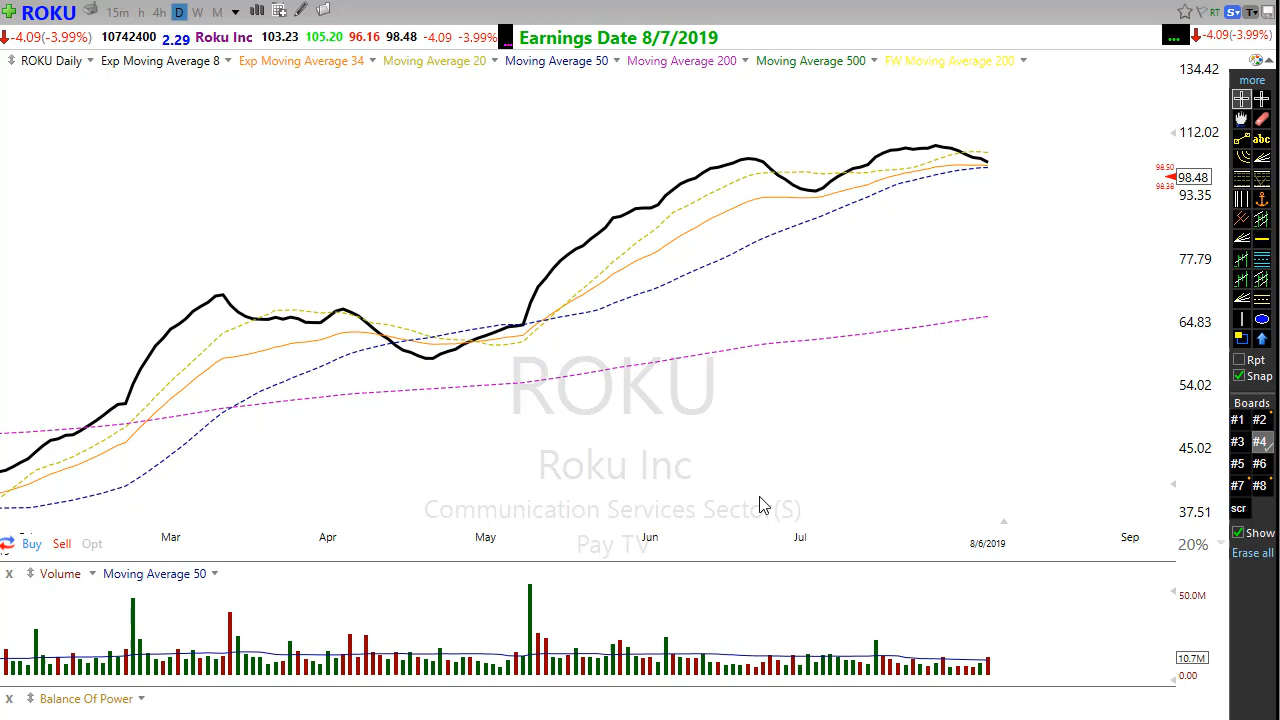 ROKU 15m h 4h D W M RT S T
-4.09(-3.99%) 10742400 2.29 Roku Inc 103.23 105.20 96.16 98.48 -4.09 -3.99% ... Earnings Date 8/7/2019 ... -4.09(-3.99%)
ROKU Daily Exp Moving Average 8 Exp Moving Average 34 Moving Average 20 Moving Average 50 Moving Average 200 Moving Average 500 FW Moving Average 200
134.42
more
abc
112.02
98.50
98.48
98.38
93.35
77.79
64.83
Rpt
Snap
54.02
ROKU
Boards
#1 #2
#3 #4
45.02
Roku Inc
#5 #6
#7 #8
Communication Services Sector(S)
scr
37.51
Mar Apr May Jun Jul 8/6/2019 Sep
Show
Buy Sell Opt
Pay TV
20%
Erase all
X Volume Moving Average 50
50.0M
10.7M
0.00
X Balance Of Power